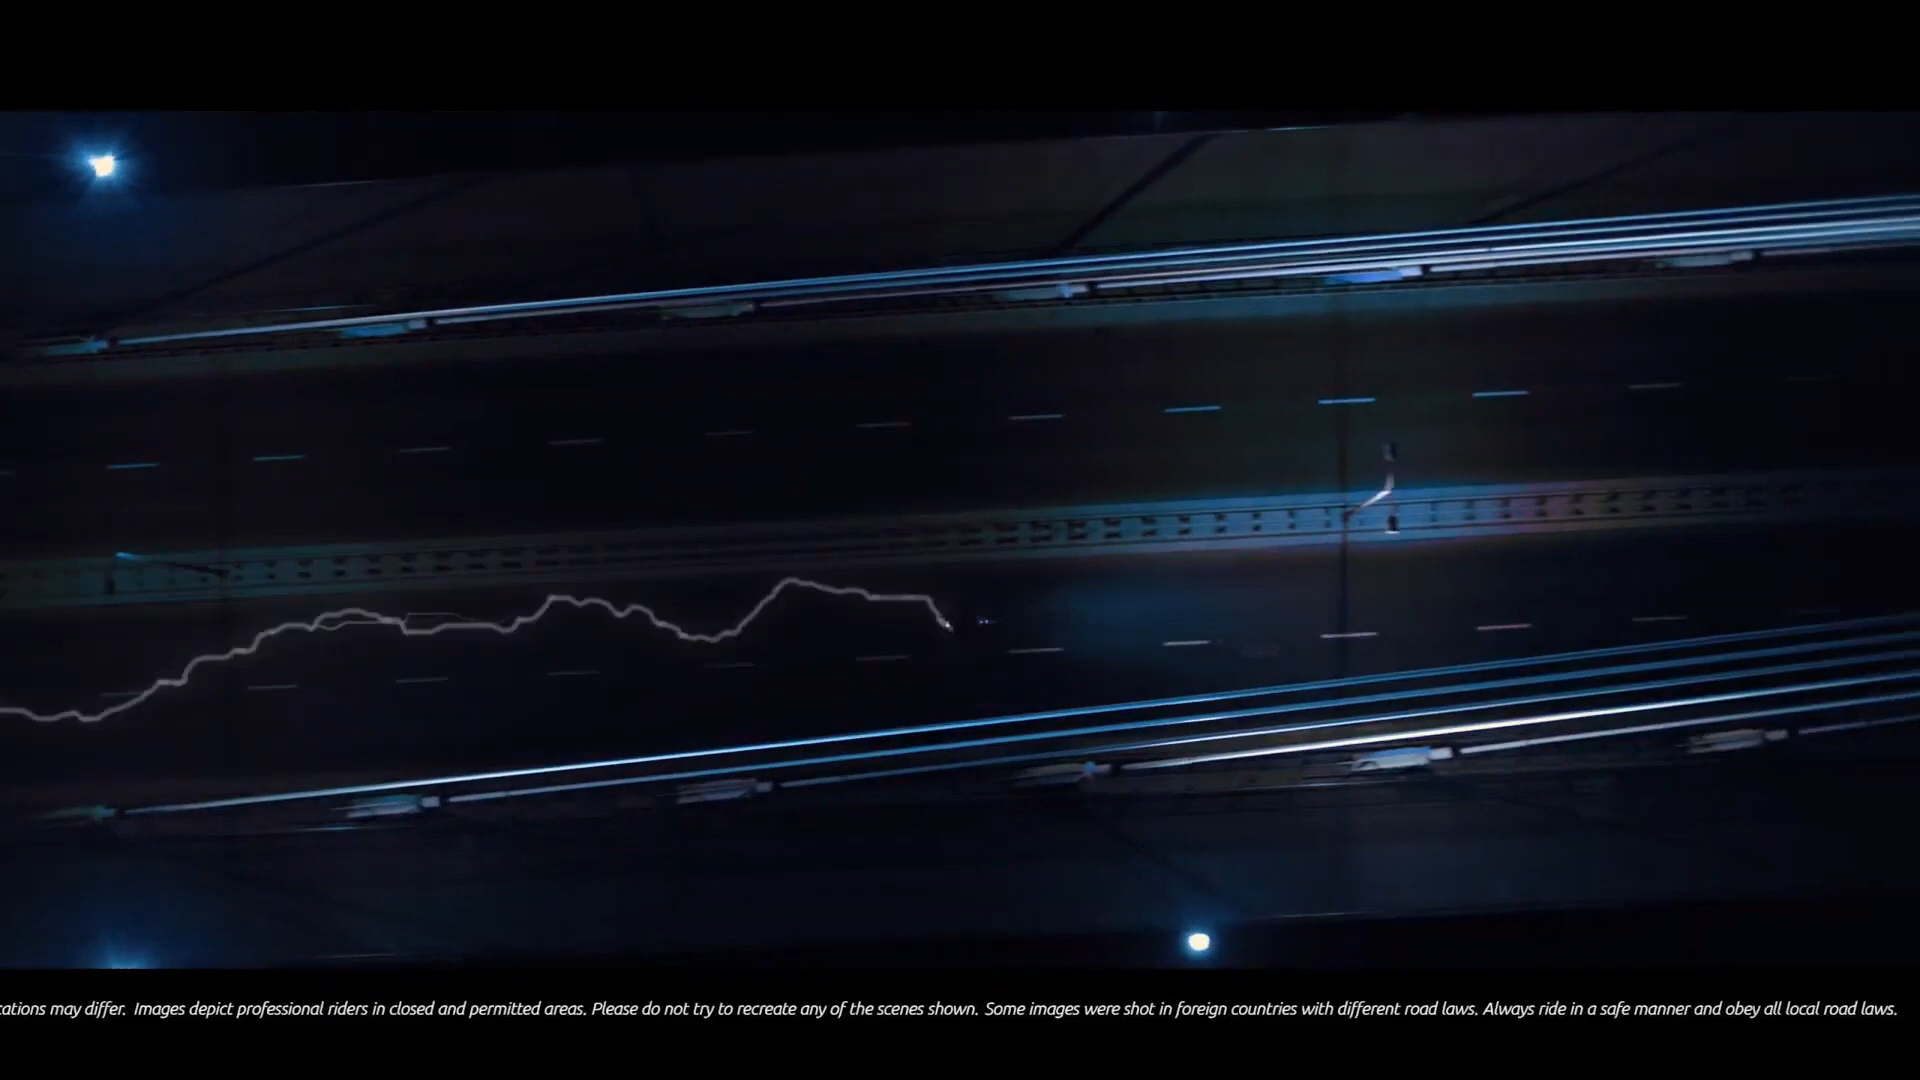 may differ. Images depict professional riders in closed and permitted areas. Please do not try to recreate any of the scenes shown. Some images were shot in foreign countries with different road laws. Always ride in a safe manner and obey all local road laws.